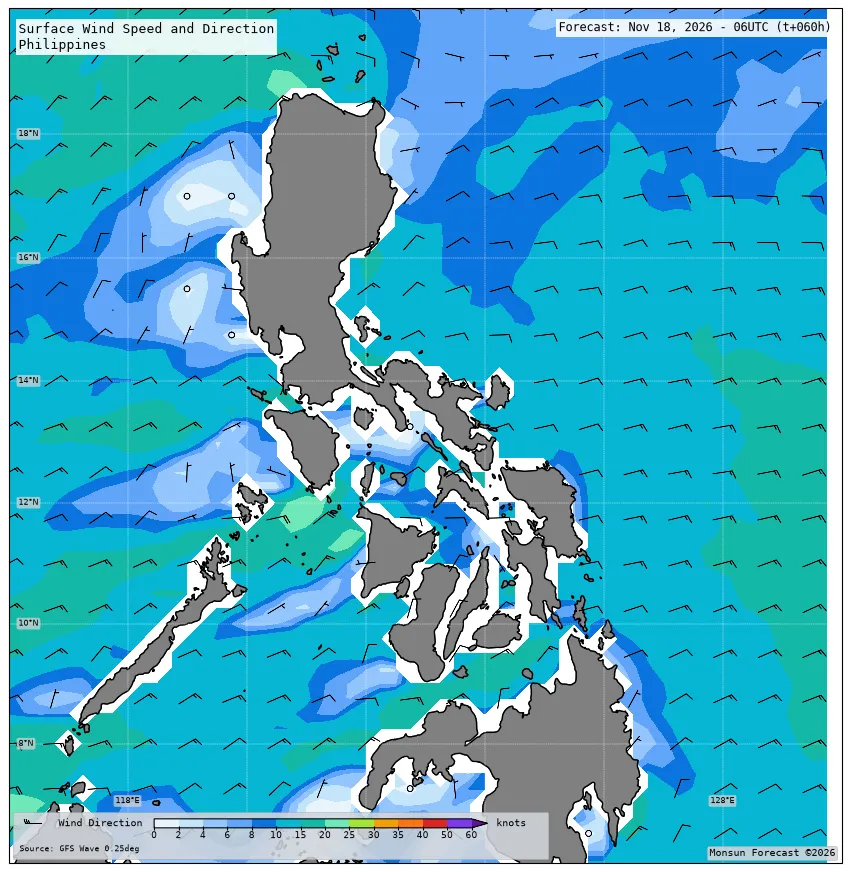 Surface Wind Speed and Direction
Philippines
Forecast: Nov 18, 2026 - 06UTC (t+060h)
18°N
16°N
14°N
12°N
10°N
8°N
118°E
128°E
Wind Direction
knots
0 2 4 6 8 10 15 20 25 30 40 50 60
Source: GFS Wave 0.25deg
Monsun Forecast ©2026